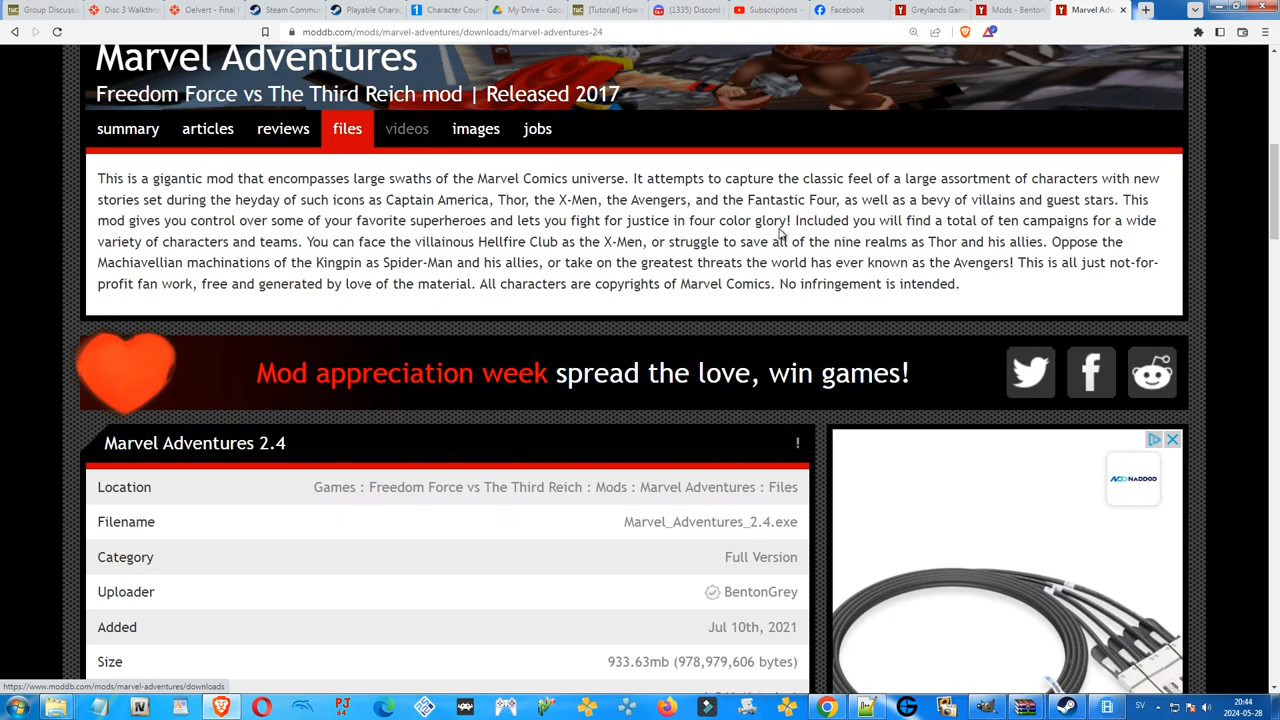 Group Discuss
Disc 3 Walkthro
Oelvert - Final F
Steam Commun
Playable Charac
Character Coun
My Drive - Goo
[Tutorial] How t
(1335) Discord |
Subscriptions -
Facebook
Greylands Gam
Mods - Benton
Marvel Adv
moddb.com/mods/marvel-adventures/downloads/marvel-adventures-24
Marvel Adventures
Freedom Force vs The Third Reich mod | Released 2017
summary articles reviews files videos images jobs
This is a gigantic mod that encompasses large swaths of the Marvel Comics universe. It attempts to capture the classic feel of a large assortment of characters with new
stories set during the heyday of such icons as Captain America, Thor, the X-Men, the Avengers, and the Fantastic Four, as well as a bevy of villains and guest stars. This
mod gives you control over some of your favorite superheroes and lets you fight for justice in four color glory! Included you will find a total of ten campaigns for a wide
variety of characters and teams. You can face the villainous Hellfire Club as the X-Men, or struggle to save all of the nine realms as Thor and his allies. Oppose the
Machiavellian machinations of the Kingpin as Spider-Man and his allies, or take on the greatest threats the world has ever known as the Avengers! This is all just not-for-
profit fan work, free and generated by love of the material. All characters are copyrights of Marvel Comics. No infringement is intended.
Mod appreciation week spread the love, win games!
Marvel Adventures 2.4 !
Location Games : Freedom Force vs The Third Reich : Mods : Marvel Adventures : Files
Filename Marvel_Adventures_2.4.exe
Category Full Version
Uploader BentonGrey
Added Jul 10th, 2021
Size 933.63mb (978,979,606 bytes)
NADDOD
https://www.moddb.com/mods/marvel-adventures/downloads
SV
20:44
2024-05-28